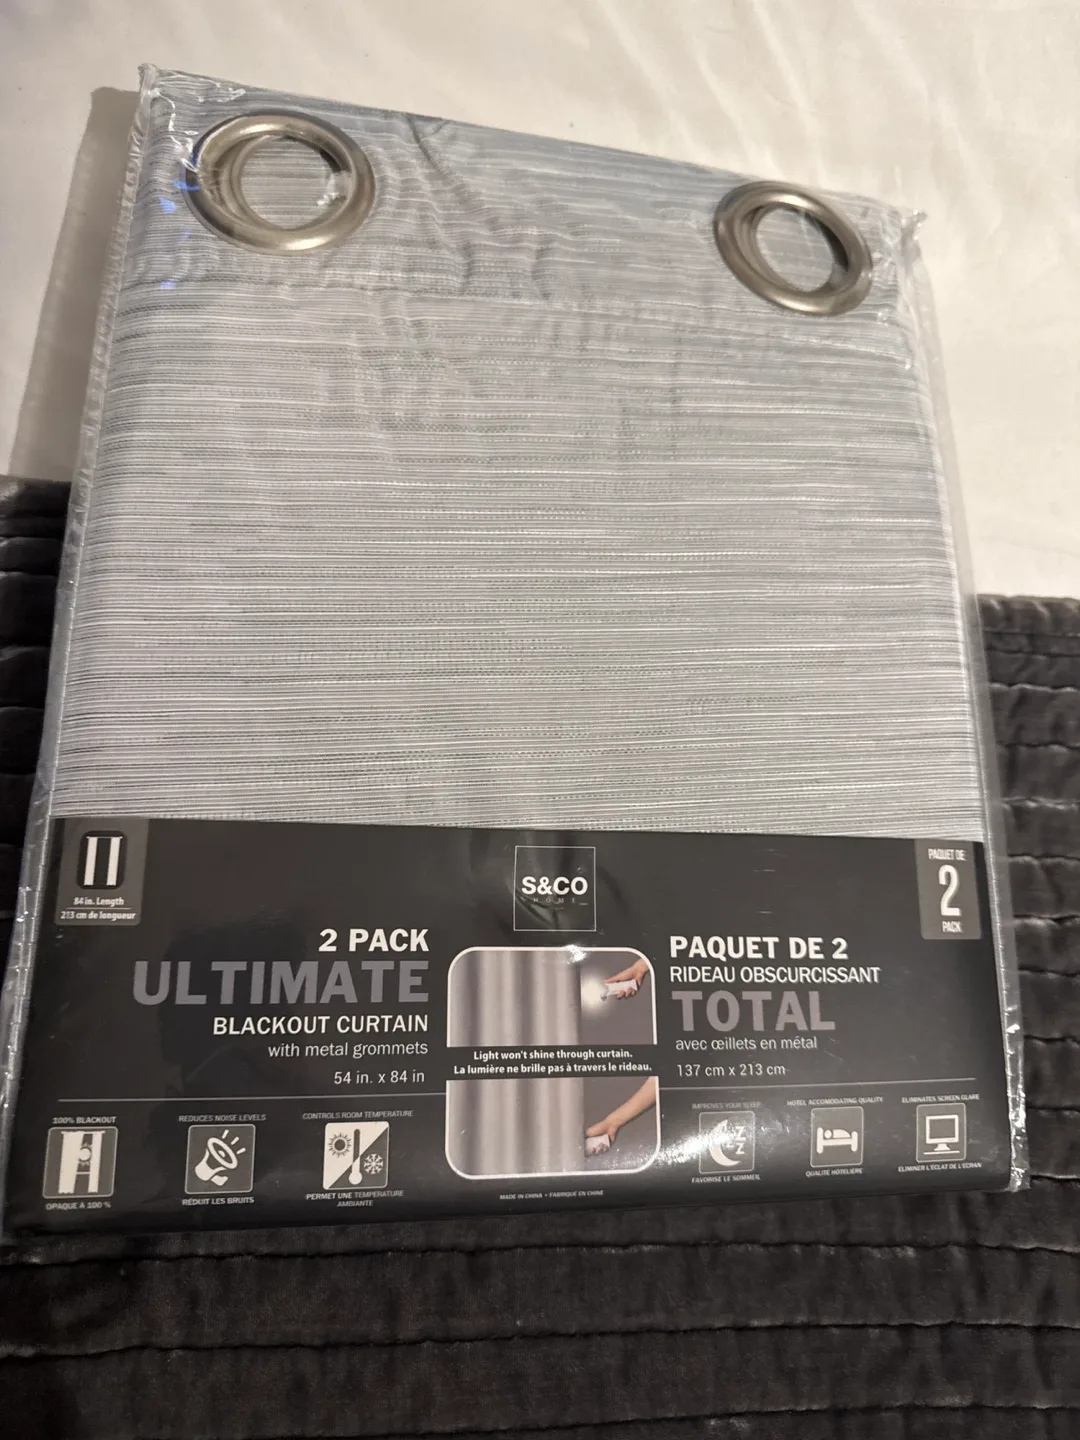 84 in. Length
213 cm de longueur
S&CO
HOME
PAQUET DE
2
PACK
2 PACK
ULTIMATE
BLACKOUT CURTAIN
with metal grommets
54 in. x 84 in
Light won't shine through curtain.
La lumière ne brille pas à travers le rideau.
PAQUET DE 2
RIDEAU OBSCURCISSANT
TOTAL
avec œillets en métal
137 cm x 213 cm
100% BLACKOUT
OPAQUE À 100 %
REDUCES NOISE LEVELS
RÉDUIT LES BRUITS
CONTROLS ROOM TEMPERATURE
PERMET UNE TEMPÉRATURE
AMBIANTE
MADE IN CHINA • FABRIQUÉ EN CHINE
IMPROVES YOUR SLEEP
Z
Z
Z
FAVORISE LE SOMMEIL
HOTEL ACCOMODATING QUALITY
QUALITÉ HÔTELIÈRE
ELIMINATES SCREEN GLARE
ÉLIMINER L'ÉCLAT DE L'ÉCRAN